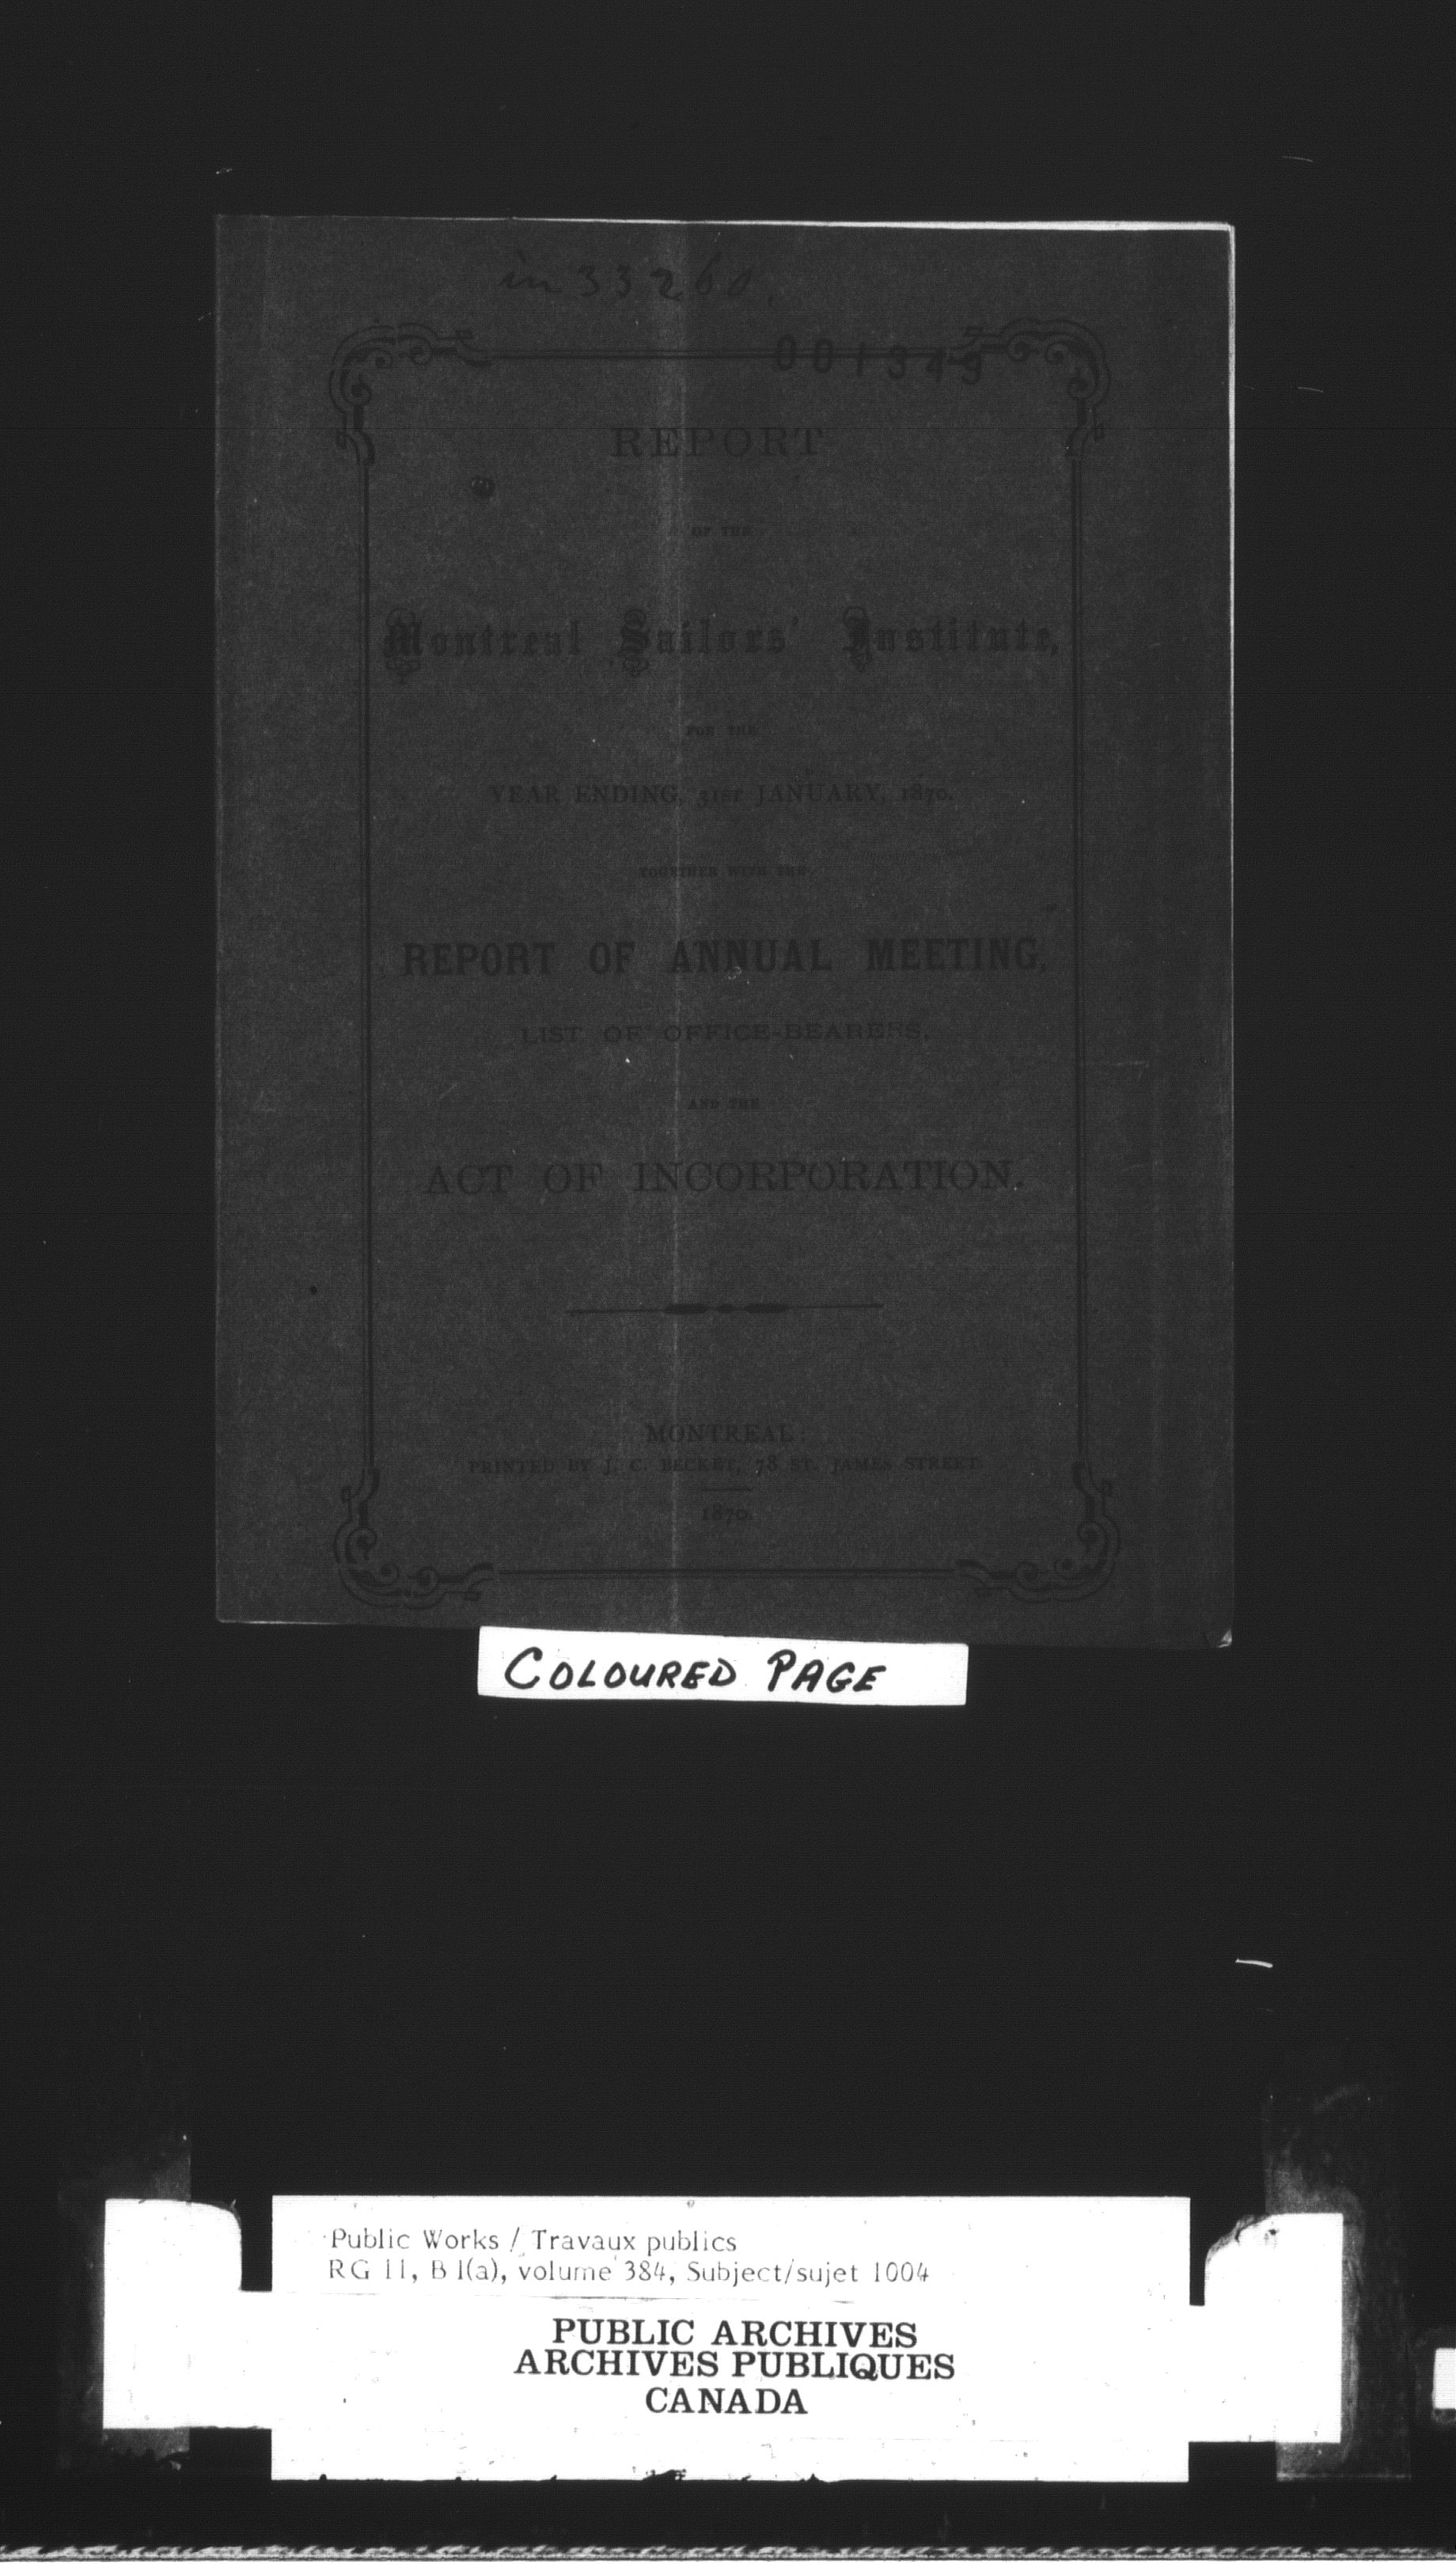 in 33260.
001349
REPORT
OF THE
Montreal Sailors' Institute,
FOR THE
YEAR ENDING, 31ST JANUARY, 1870.
TOGETHER WITH THE
REPORT OF ANNUAL MEETING,
LIST OF OFFICE-BEARERS,
AND THE
ACT OF INCORPORATION.
MONTREAL:
PRINTED BY J. C. BECKET, 78 ST. JAMES STREET.
1870.
COLOURED PAGE
Public Works / Travaux publics
RG 11, B 1(a), volume 384, Subject/sujet 1004
PUBLIC ARCHIVES
ARCHIVES PUBLIQUES
CANADA